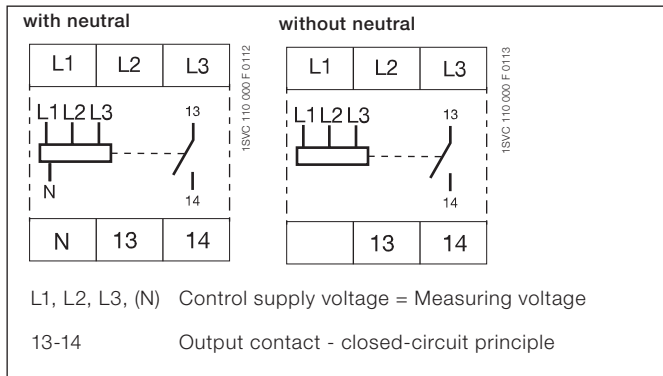 with neutral
without neutral
L1 L2 L3
L1 L2 L3
L1 L2 L3
13
1SVC 110 000 F 0112
L1 L2 L3
13
1SVC 110 000 F 0113
N
14
14
N 13 14
13 14
L1, L2, L3, (N) Control supply voltage = Measuring voltage
13-14 Output contact - closed-circuit principle